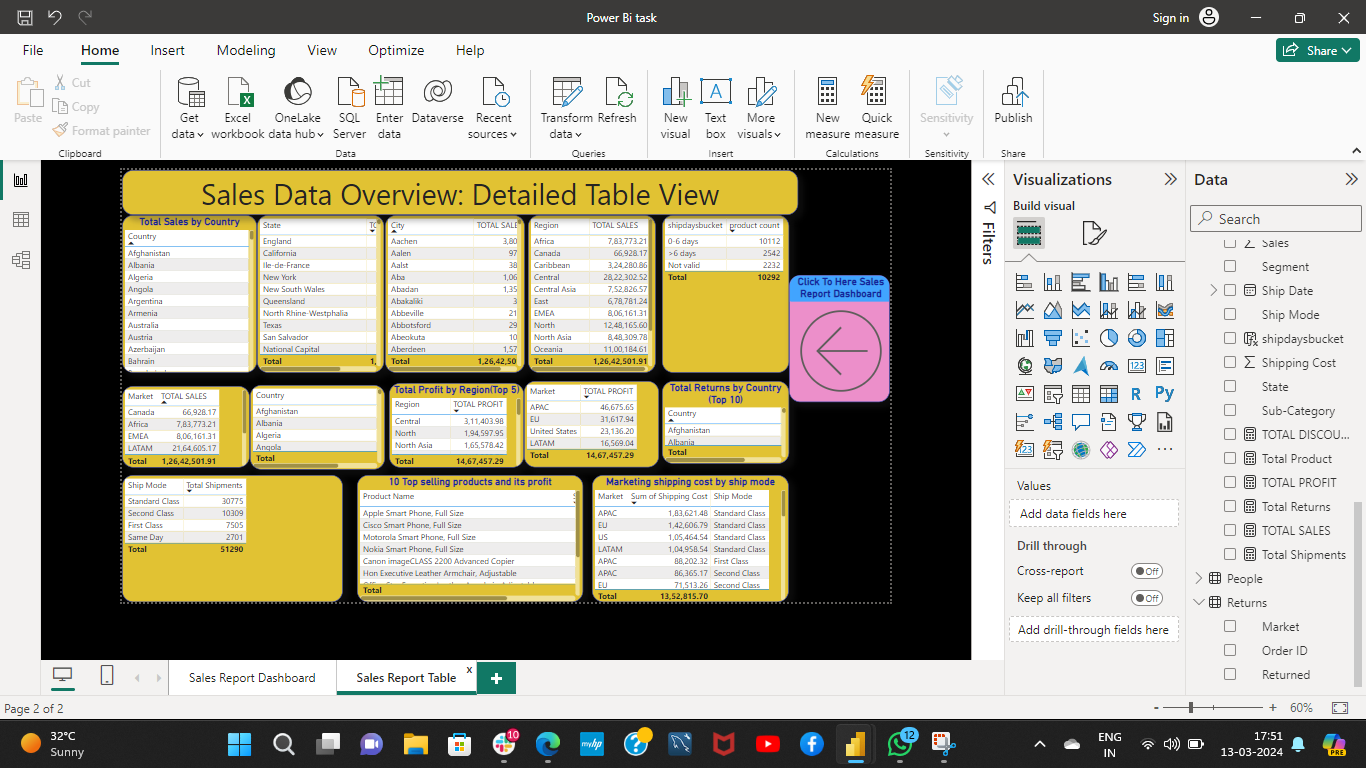 Power Bi task
Sign in
File Home Insert Modeling View Optimize Help
Share
Paste
Cut
Copy
Format painter
Clipboard
Get data
Excel workbook
OneLake data hub
SQL Server
Enter data
Dataverse
Recent sources
Data
Transform data
Refresh
Queries
New visual
Text box
More visuals
Insert
New measure
Quick measure
Calculations
Sensitivity
Sensitivity
Publish
Share
Sales Data Overview: Detailed Table View
Total Sales by Country
Country
Afghanistan
Albania
Algeria
Angola
Argentina
Armenia
Australia
Austria
Azerbaijan
Bahrain
Total
State
England
California
Ile-de-France
New York
New South Wales
Queensland
North Rhine-Westphalia
Texas
San Salvador
National Capital
Total 1,
City TOTAL SALE
Aachen 3,80
Aalen 97
Aalst 38
Aba 1,06
Abadan 1,35
Abakaliki 3
Abbeville 21
Abbotsford 29
Abeokuta 10
Aberdeen 1,57
Total 1,26,42,50
Region TOTAL SALES
Africa 7,83,773.21
Canada 66,928.17
Caribbean 3,24,280.86
Central 28,22,302.52
Central Asia 7,52,826.57
East 6,78,781.24
EMEA 8,06,161.31
North 12,48,165.60
North Asia 8,48,309.78
Oceania 11,00,184.61
Total 1,26,42,501.91
shipdaysbucket product count
0-6 days 10112
>6 days 2542
Not valid 2232
Total 10292
Click To Here Sales
Report Dashboard
Market TOTAL SALES
Canada 66,928.17
Africa 7,83,773.21
EMEA 8,06,161.31
LATAM 21,64,605.17
Total 1,26,42,501.91
Country
Afghanistan
Albania
Algeria
Angola
Total
Total Profit by Region(Top 5)
Region TOTAL PROFIT
Central 3,11,403.98
North 1,94,597.95
North Asia 1,65,578.42
Total 14,67,457.29
Market TOTAL PROFIT
APAC 46,675.65
EU 31,617.94
United States 23,136.20
LATAM 16,569.04
Total 14,67,457.29
Total Returns by Country
(Top 10)
Country
Afghanistan
Albania
Total
Ship Mode Total Shipments
Standard Class 30775
Second Class 10309
First Class 7505
Same Day 2701
Total 51290
10 Top selling products and its profit
Product Name
Apple Smart Phone, Full Size
Cisco Smart Phone, Full Size
Motorola Smart Phone, Full Size
Nokia Smart Phone, Full Size
Canon imageCLASS 2200 Advanced Copier
Hon Executive Leather Armchair, Adjustable
Total
Marketing shipping cost by ship mode
Market Sum of Shipping Cost Ship Mode
APAC 1,83,621.48 Standard Class
EU 1,42,606.79 Standard Class
US 1,05,464.54 Standard Class
LATAM 1,04,958.54 Standard Class
APAC 88,202.32 First Class
APAC 86,365.17 Second Class
EU 71,513.26 Second Class
Total 13,52,815.70
Filters
Visualizations
Build visual
R Py
123
Values
Add data fields here
Drill through
Cross-report Off
Keep all filters Off
Add drill-through fields here
Data
Search
Sales
Segment
Ship Date
Ship Mode
shipdaysbucket
Shipping Cost
State
Sub-Category
TOTAL DISCOU...
Total Product
TOTAL PROFIT
Total Returns
TOTAL SALES
Total Shipments
People
Returns
Market
Order ID
Returned
Sales Report Dashboard
Sales Report Table x
Page 2 of 2
- + 60%
32°C
Sunny
10
myhp
12
ENG
IN
17:51
13-03-2024
PRE